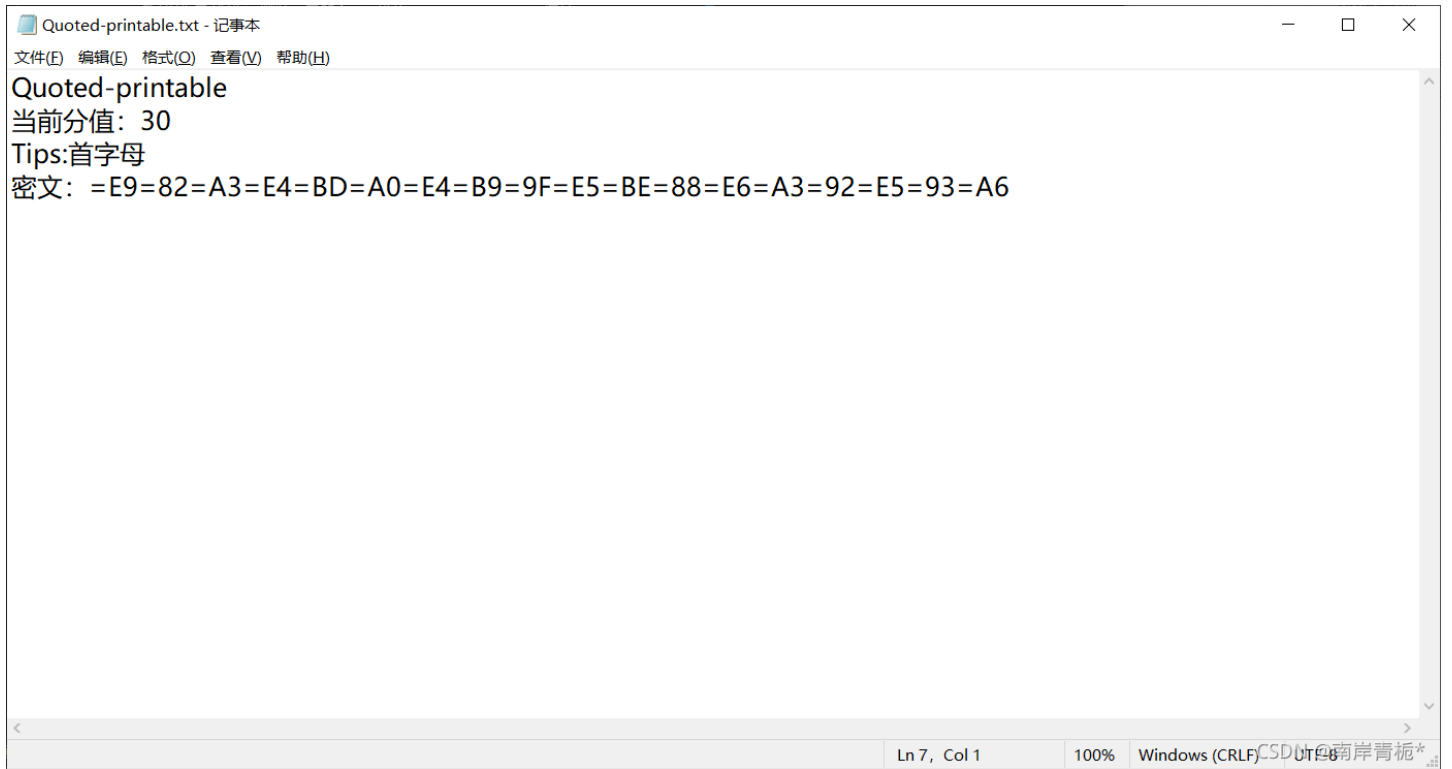 Quoted-printable.txt - 记事本
文件(F) 编辑(E) 格式(O) 查看(V) 帮助(H)
Quoted-printable
当前分值：30
Tips:首字母
密文：=E9=82=A3=E4=BD=A0=E4=B9=9F=E5=BE=88=E6=A3=92=E5=93=A6
Ln 7，Col 1 100% Windows (CRLF) UTF-8
CSDN @南岸青栀*